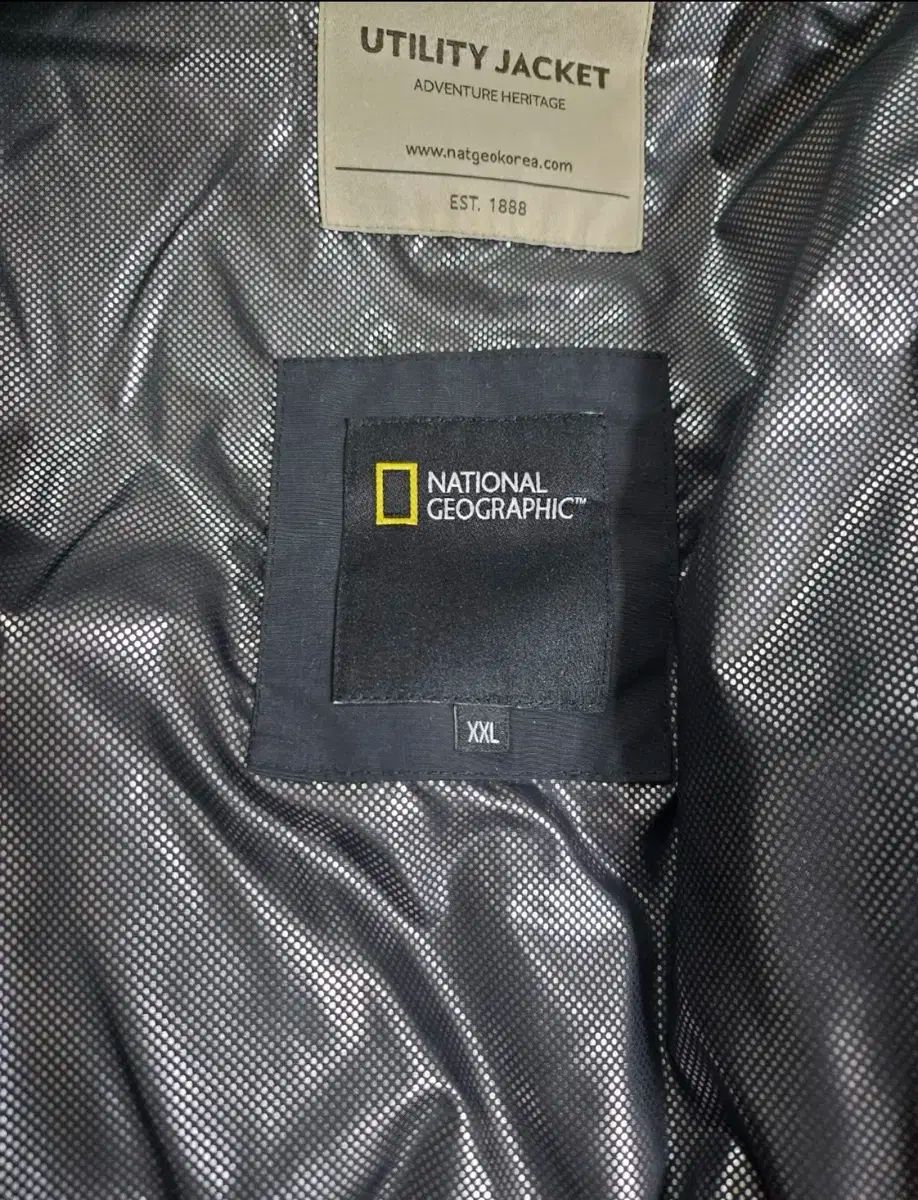 UTILITY JACKET
ADVENTURE HERITAGE
www.natgeokorea.com
EST. 1888
NATIONAL
GEOGRAPHIC™
XXL